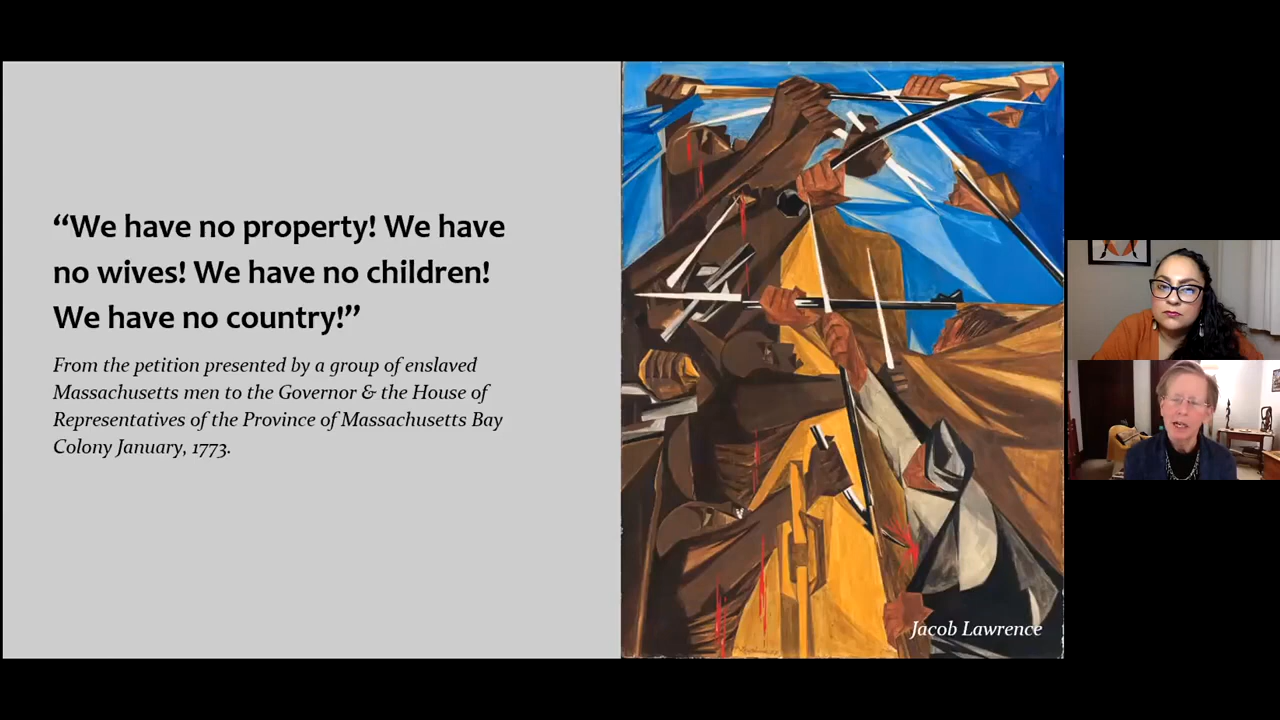 “We have no property! We have
no wives! We have no children!
We have no country!”
From the petition presented by a group of enslaved
Massachusetts men to the Governor & the House of
Representatives of the Province of Massachusetts Bay
Colony January, 1773.
Jacob Lawrence